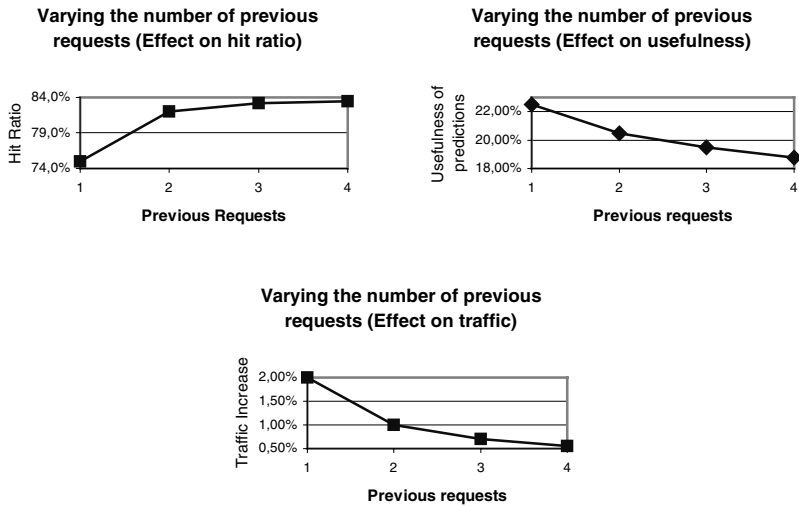 Varying the number of previous
requests (Effect on hit ratio)
84,0%
79,0%
74,0%
Hit Ratio
1 2 3 4
Previous Requests
Varying the number of previous
requests (Effect on usefulness)
22,00%
20,00%
18,00%
Usefulness of
predictions
1 2 3 4
Previous requests
Varying the number of previous
requests (Effect on traffic)
2,00%
1,50%
1,00%
0,50%
Traffic Increase
1 2 3 4
Previous requests